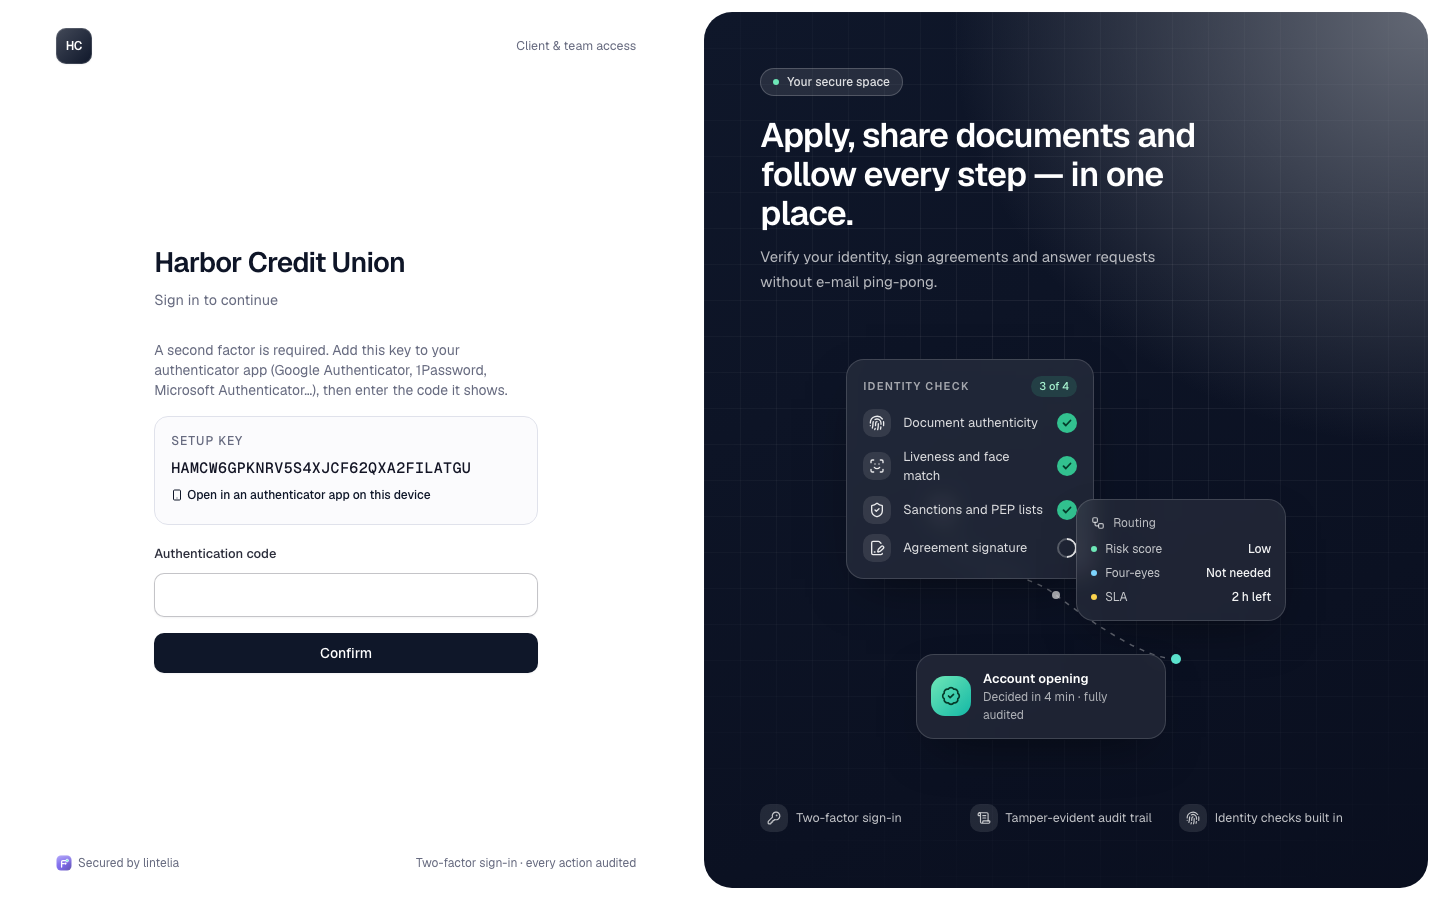 HC
Client & team access
Harbor Credit Union
Sign in to continue
A second factor is required. Add this key to your
authenticator app (Google Authenticator, 1Password,
Microsoft Authenticator…), then enter the code it shows.
SETUP KEY
HAMCW6GPKNRV5S4XJCF62QXA2FILATGU
Open in an authenticator app on this device
Authentication code
Confirm
Secured by lintelia
Two-factor sign-in · every action audited
Your secure space
Apply, share documents and
follow every step — in one
place.
Verify your identity, sign agreements and answer requests
without e-mail ping-pong.
IDENTITY CHECK
3 of 4
Document authenticity
Liveness and face
match
Sanctions and PEP lists
Agreement signature
Routing
Risk score
Low
Four-eyes
Not needed
SLA
2 h left
Account opening
Decided in 4 min · fully
audited
Two-factor sign-in
Tamper-evident audit trail
Identity checks built in